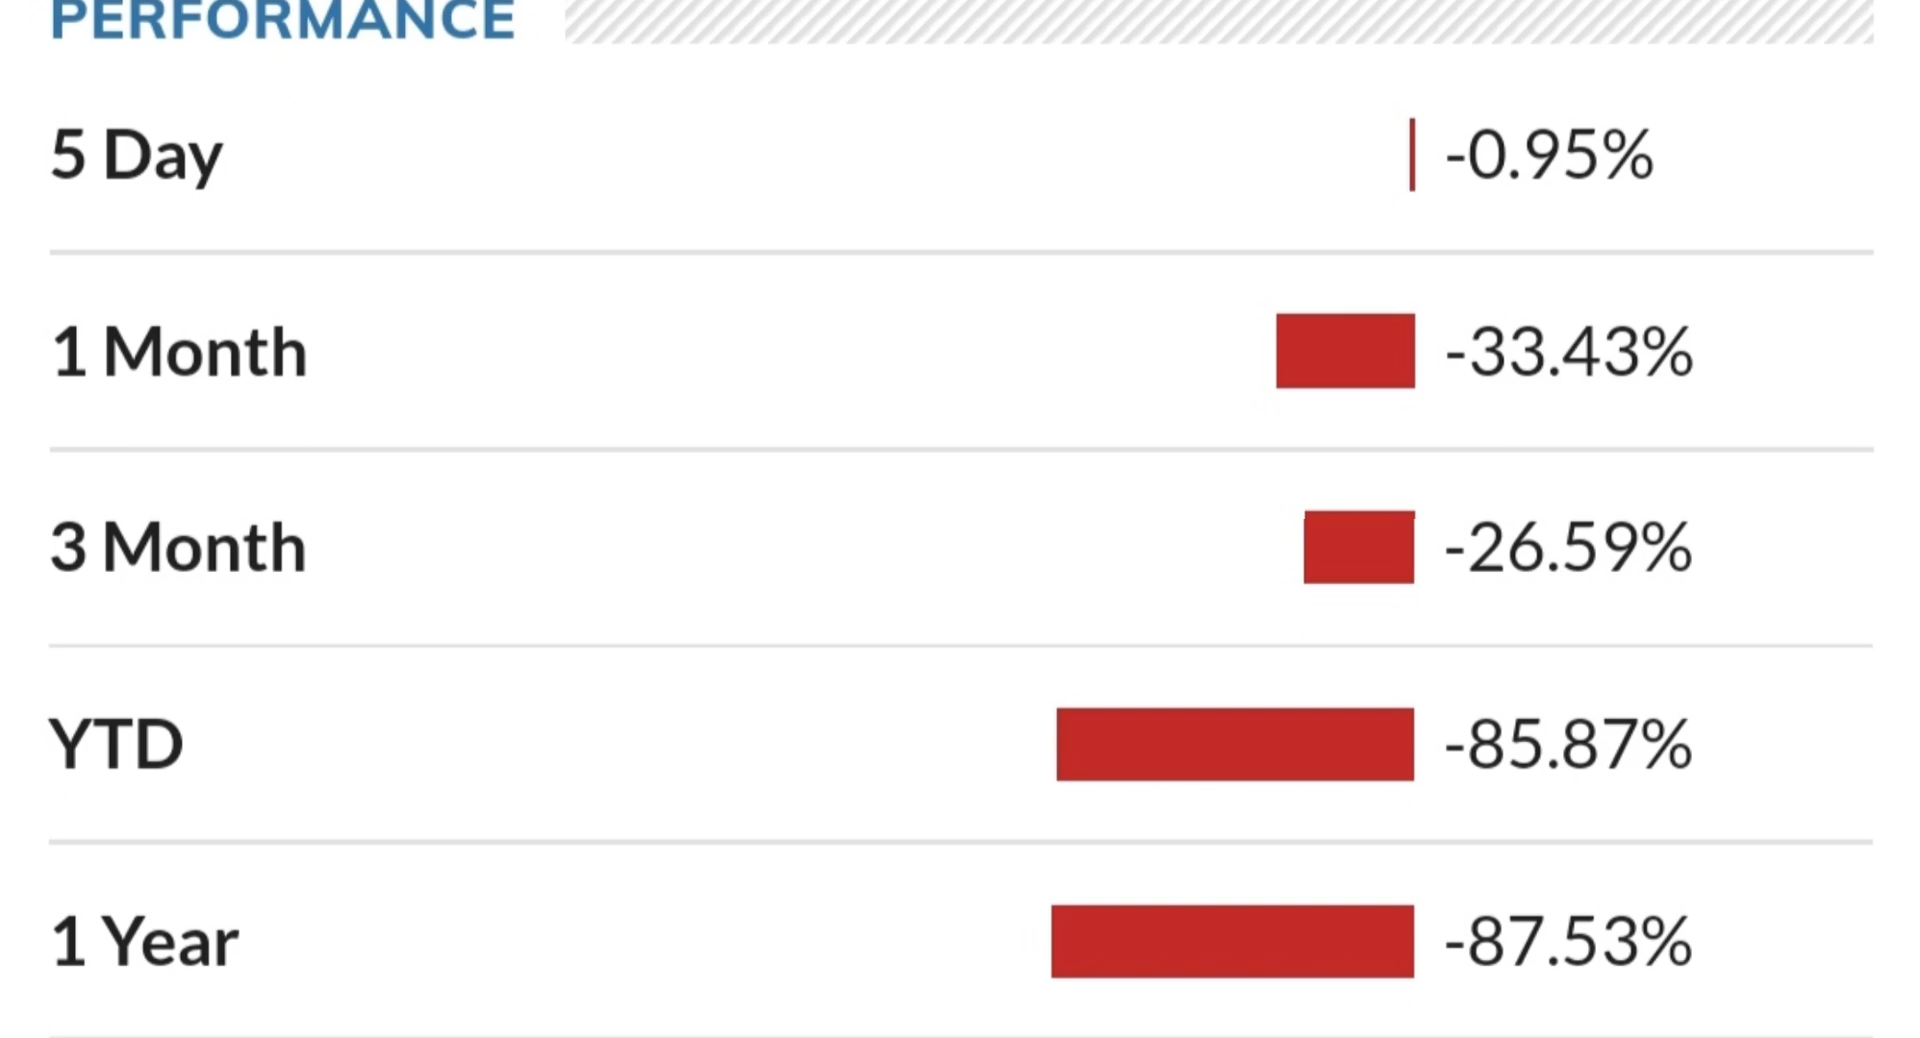 PERFORMANCE
5 Day -0.95%
1 Month -33.43%
3 Month -26.59%
YTD -85.87%
1 Year -87.53%